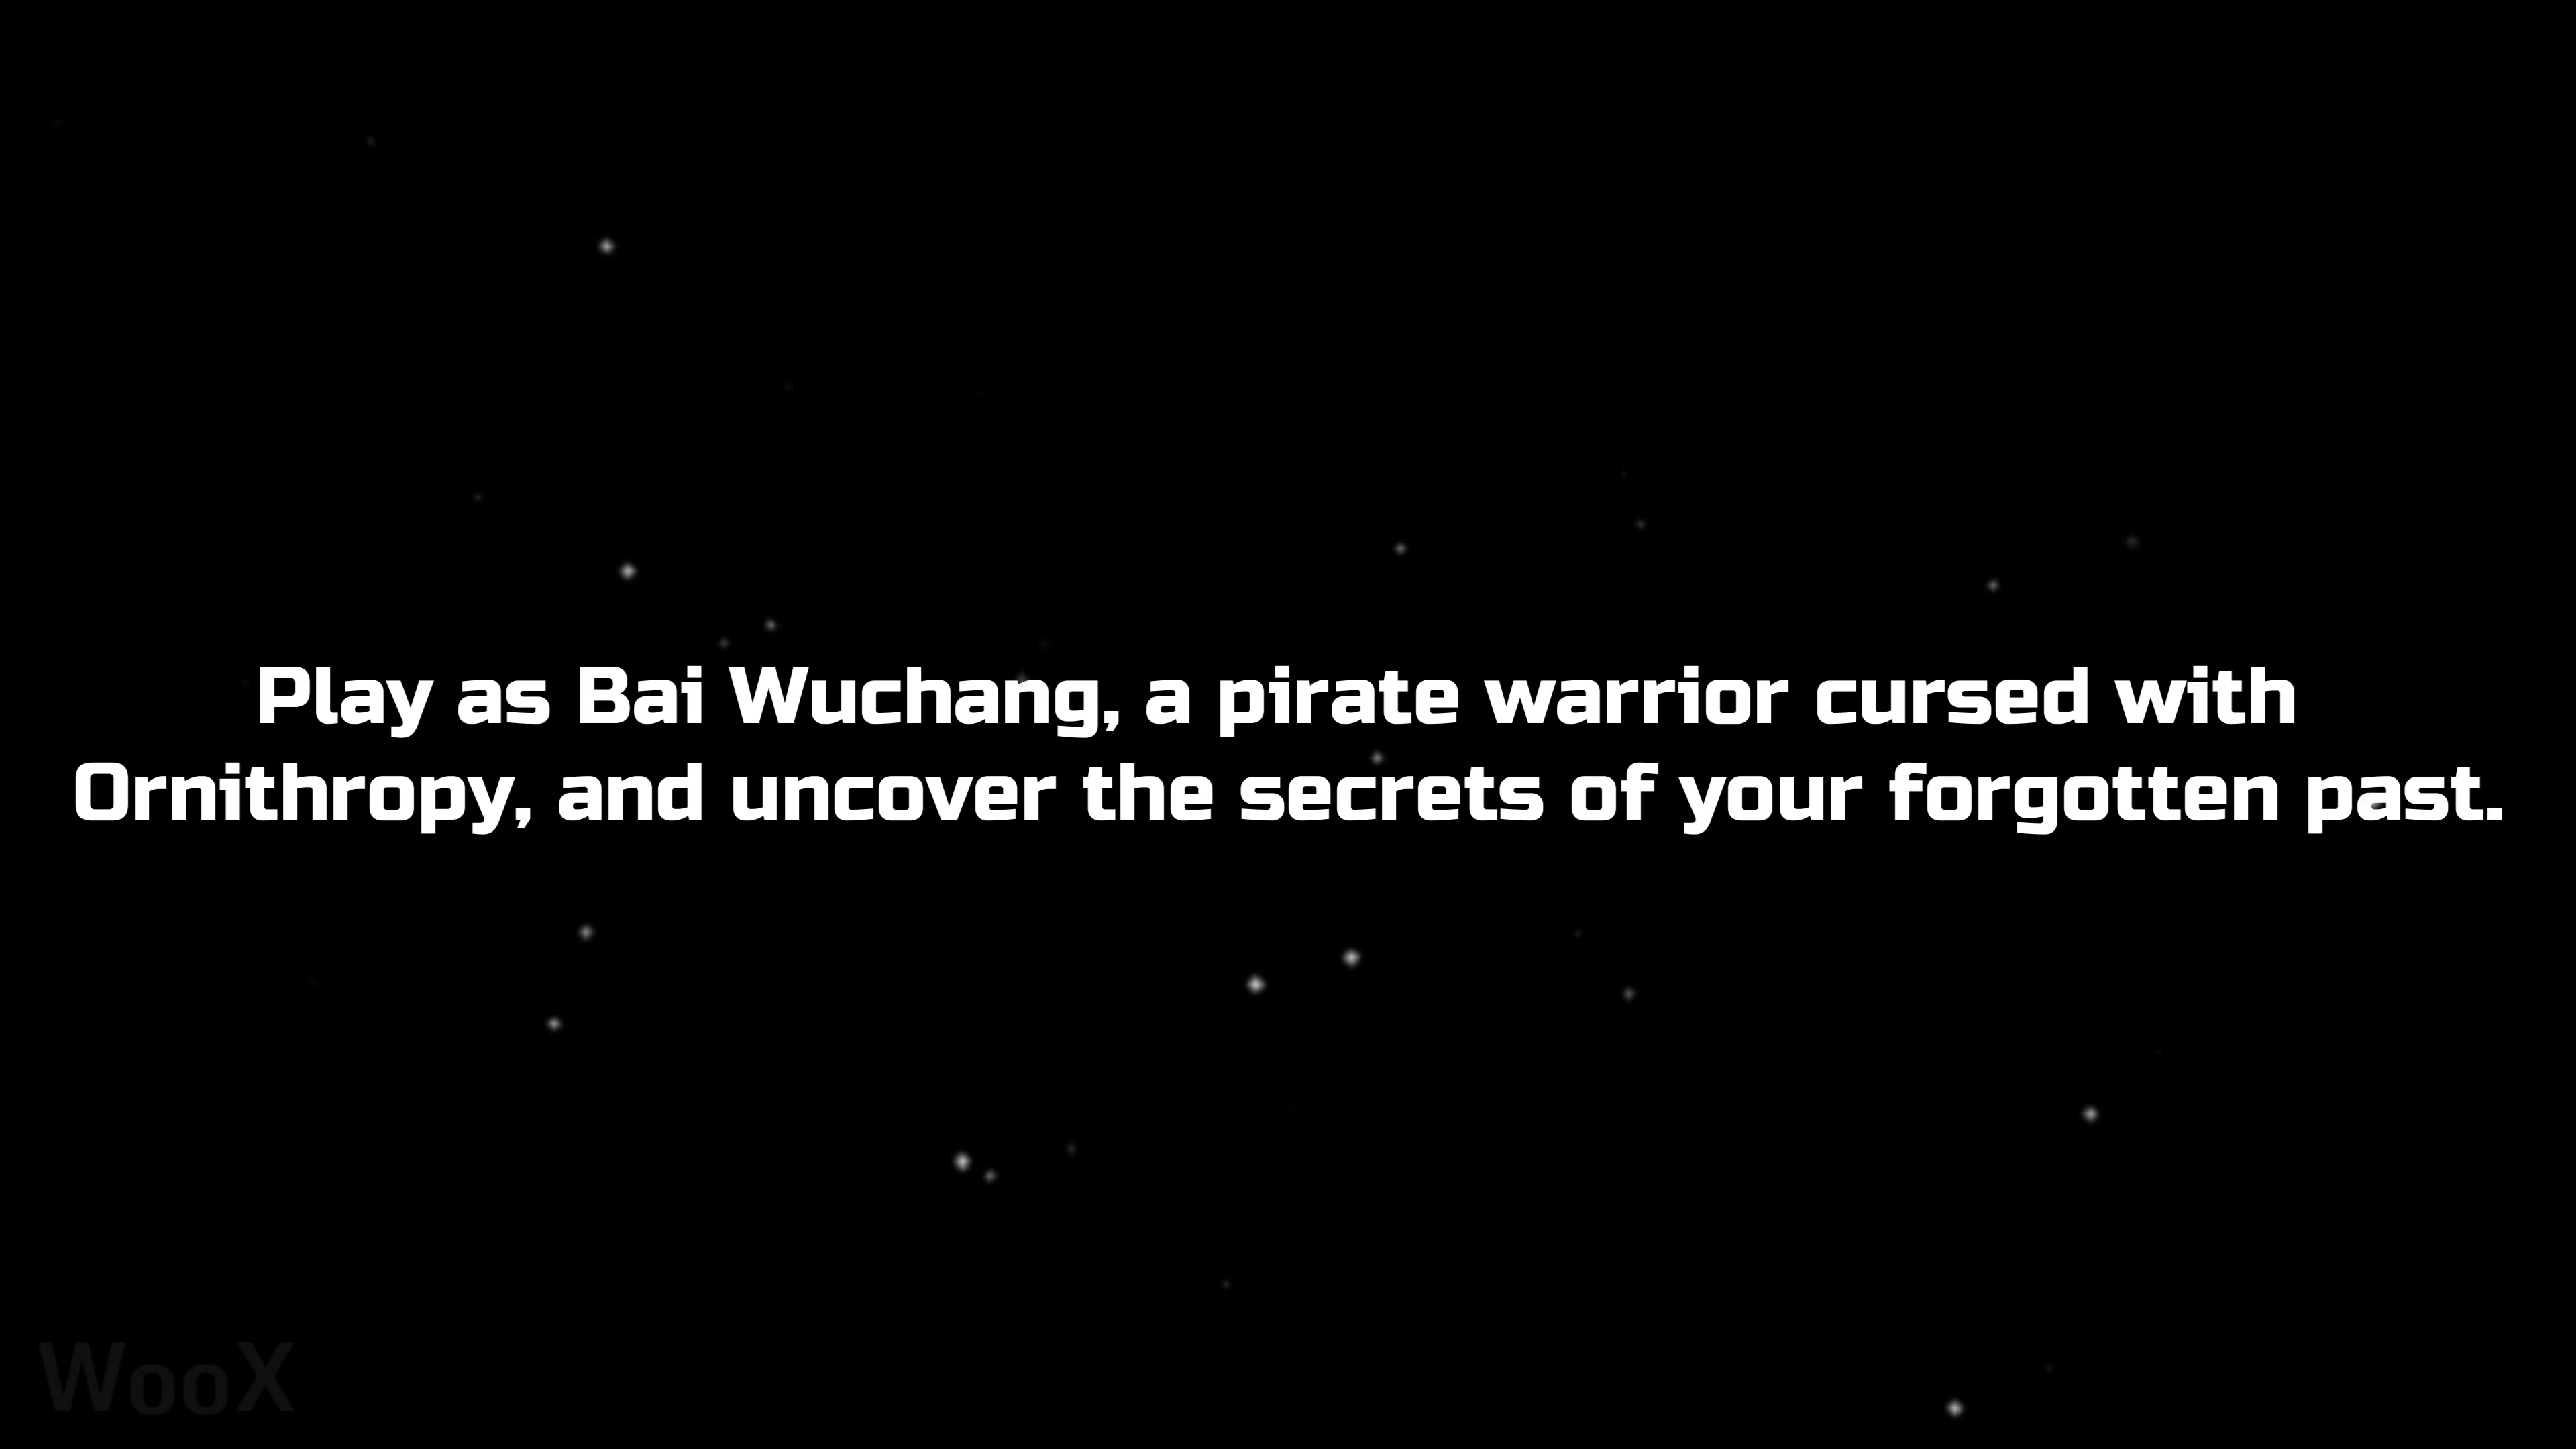 Play as Bai Wuchang, a pirate warrior cursed with
Ornithropy, and uncover the secrets of your forgotten past.
WooX